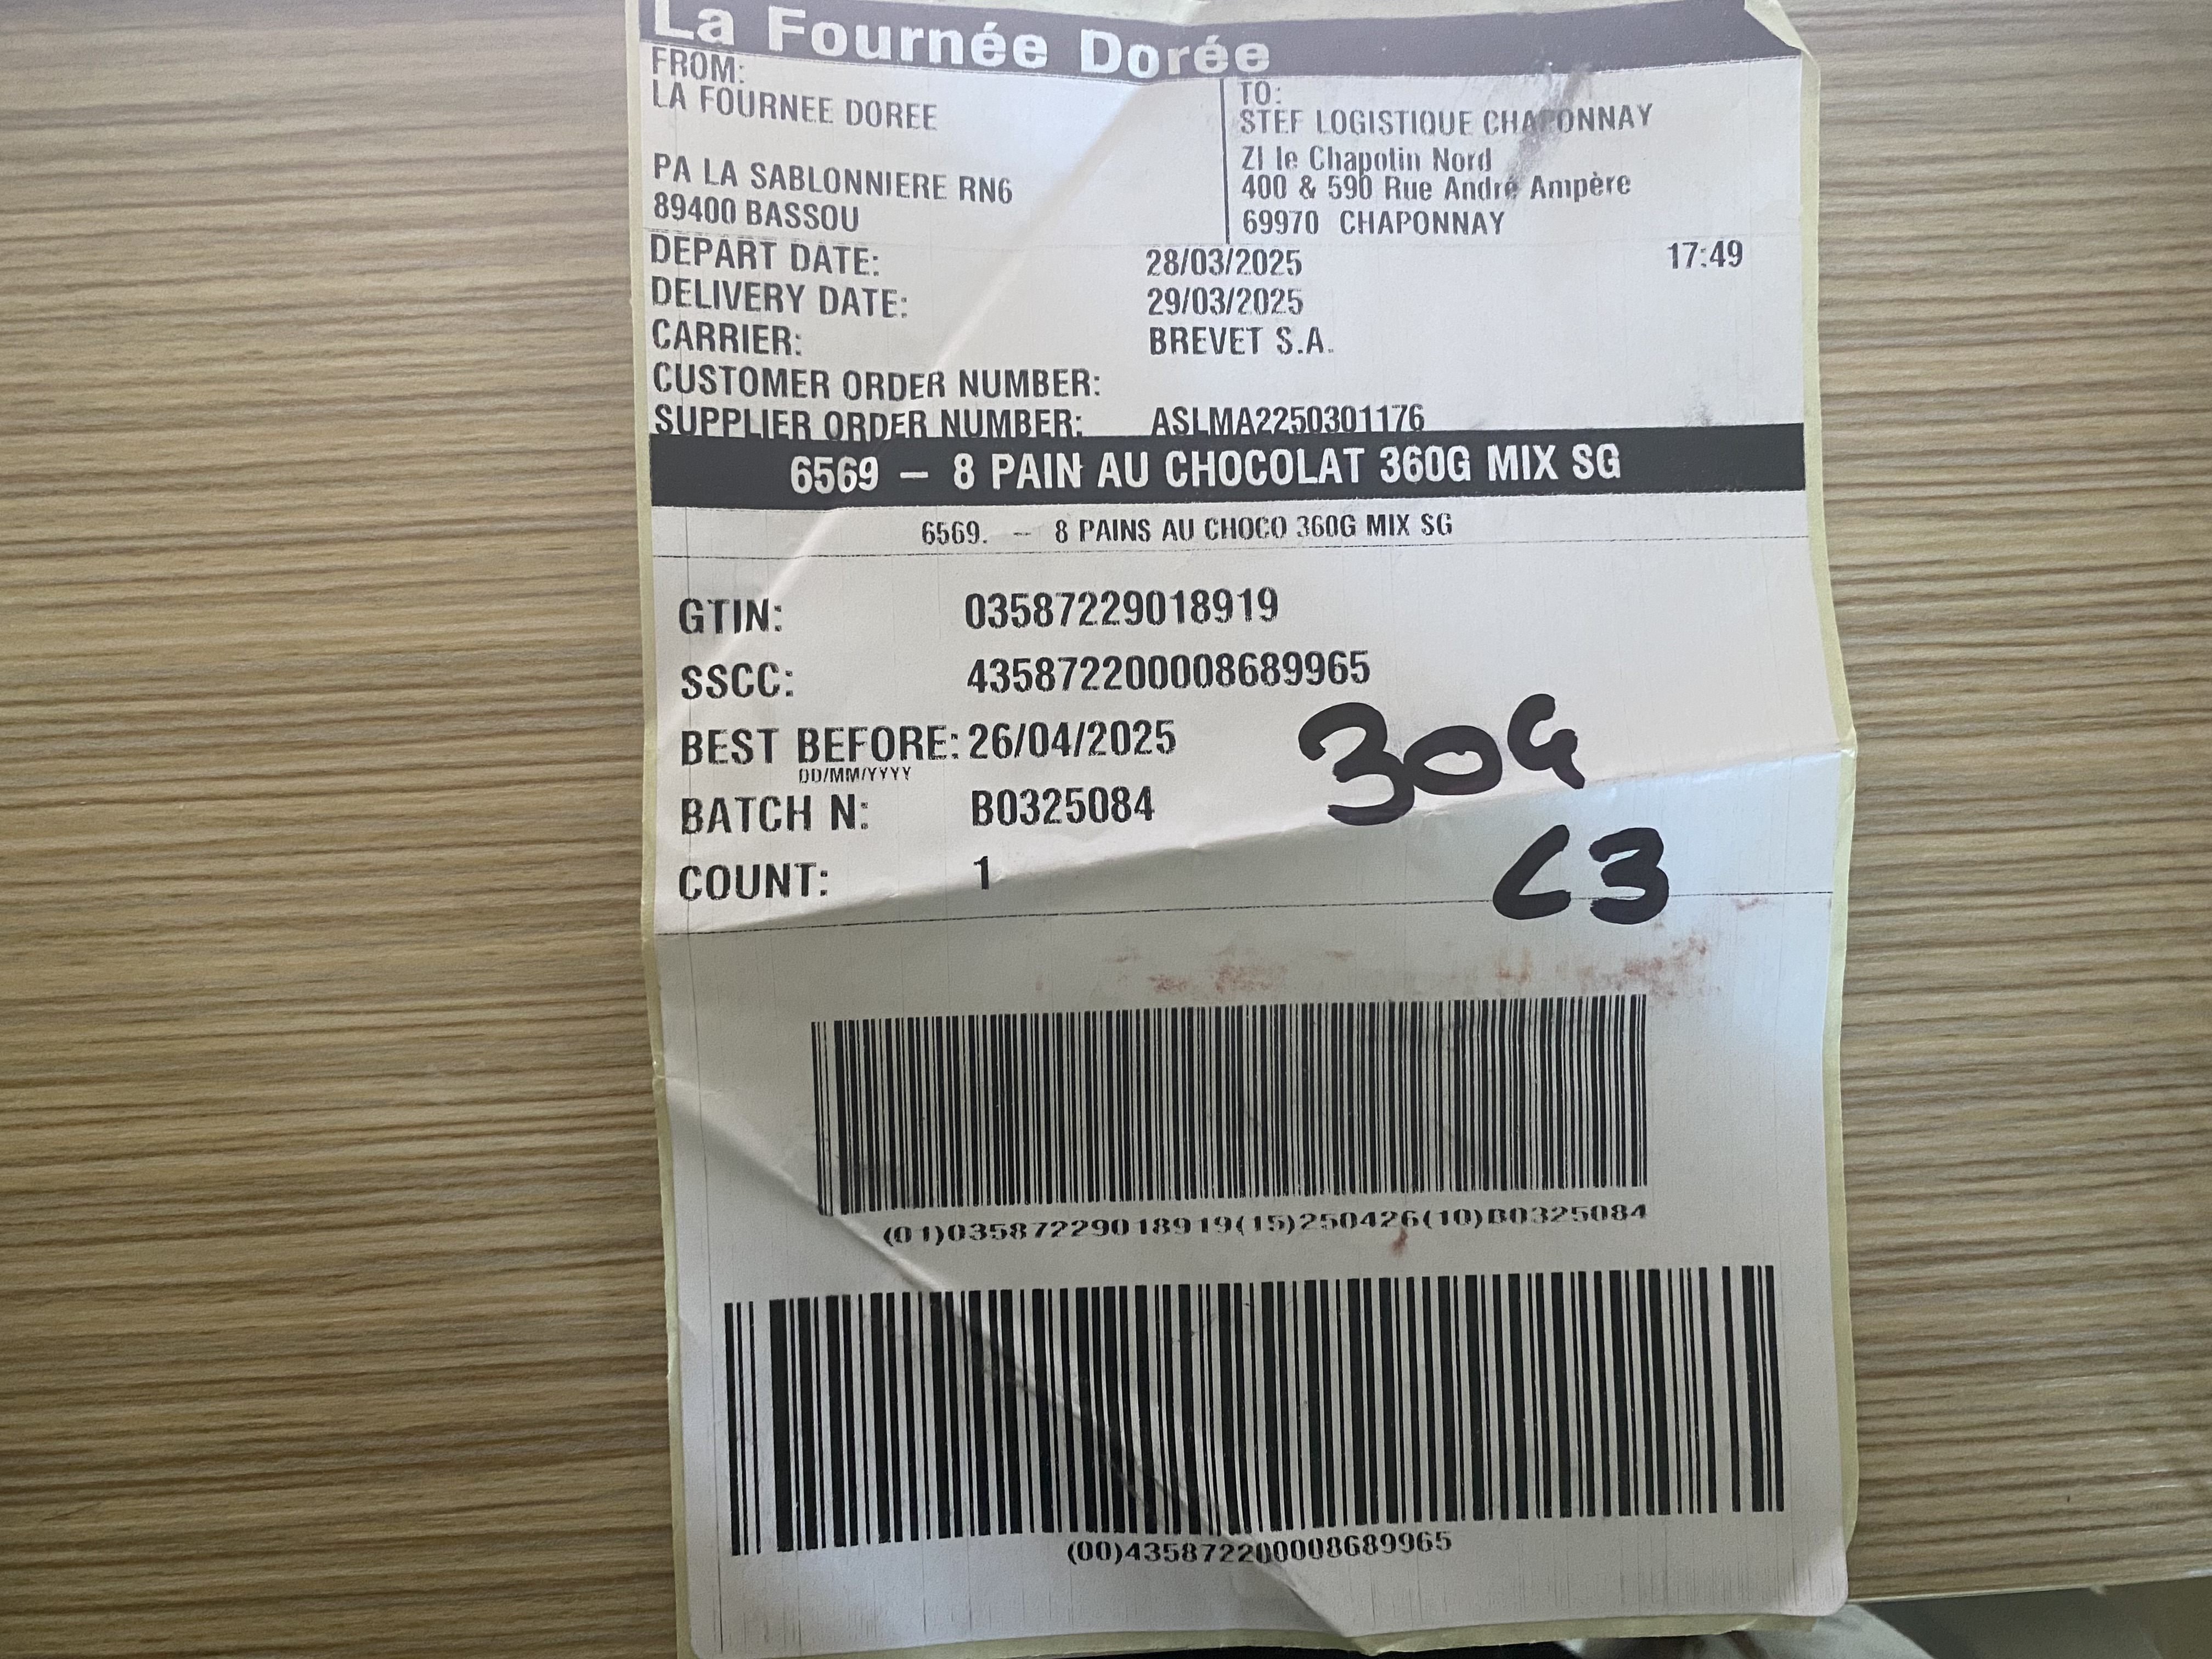 La Fournée Dorée
FROM:
LA FOURNEE DOREE
PA LA SABLONNIERE RN6
89400 BASSOU
TO:
STEF LOGISTIQUE CHAPONNAY
ZI le Chapotin Nord
400 & 590 Rue André Ampère
69970 CHAPONNAY
DEPART DATE: 28/03/2025 17:49
DELIVERY DATE: 29/03/2025
CARRIER: BREVET S.A.
CUSTOMER ORDER NUMBER:
SUPPLIER ORDER NUMBER: ASLMA2250301176
6569 – 8 PAIN AU CHOCOLAT 360G MIX SG
6569. – 8 PAINS AU CHOCO 360G MIX SG
GTIN: 03587229018919
SSCC: 435872200008689965
BEST BEFORE: 26/04/2025
DD/MM/YYYY
30G
BATCH N: B0325084
COUNT: 1
C3
(01)03587229018919(15)250426(10)B0325084
(00)435872200008689965